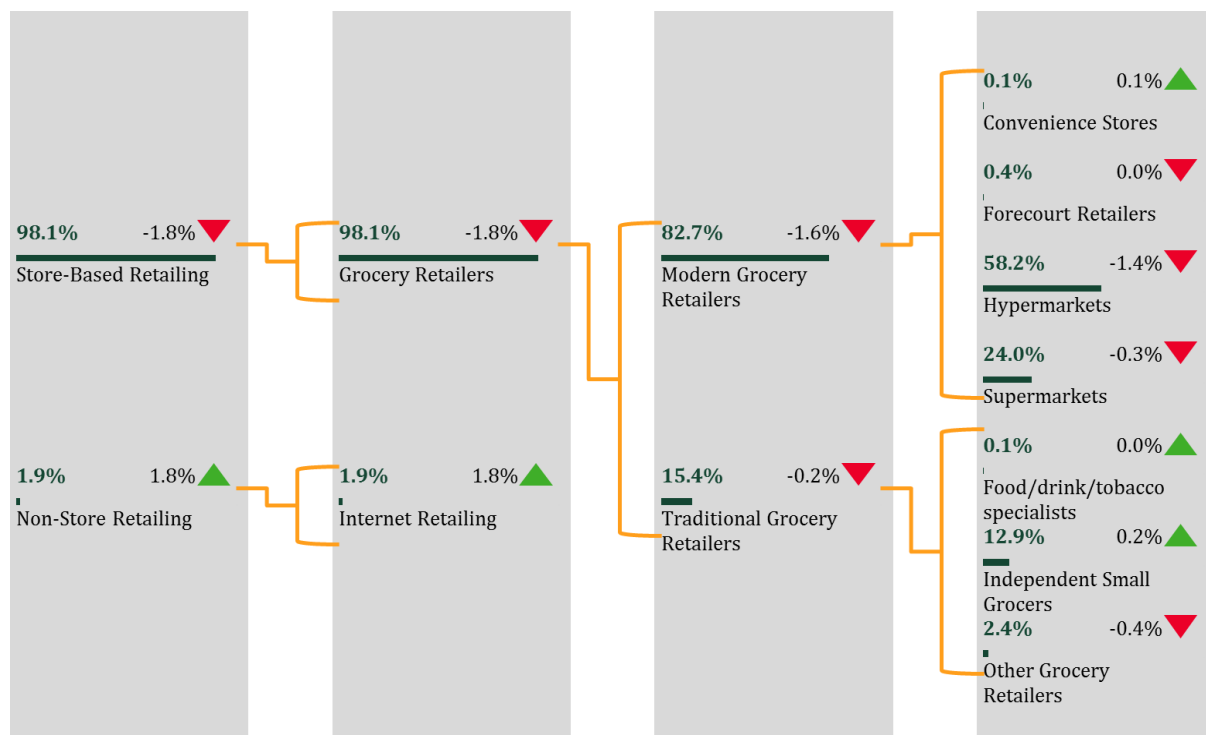 98.1% -1.8%
Store-Based Retailing
1.9% 1.8%
Non-Store Retailing
98.1% -1.8%
Grocery Retailers
1.9% 1.8%
Internet Retailing
82.7% -1.6%
Modern Grocery
Retailers
15.4% -0.2%
Traditional Grocery
Retailers
0.1% 0.1%
Convenience Stores
0.4% 0.0%
Forecourt Retailers
58.2% -1.4%
Hypermarkets
24.0% -0.3%
Supermarkets
0.1% 0.0%
Food/drink/tobacco
specialists
12.9% 0.2%
Independent Small
Grocers
2.4% -0.4%
Other Grocery
Retailers